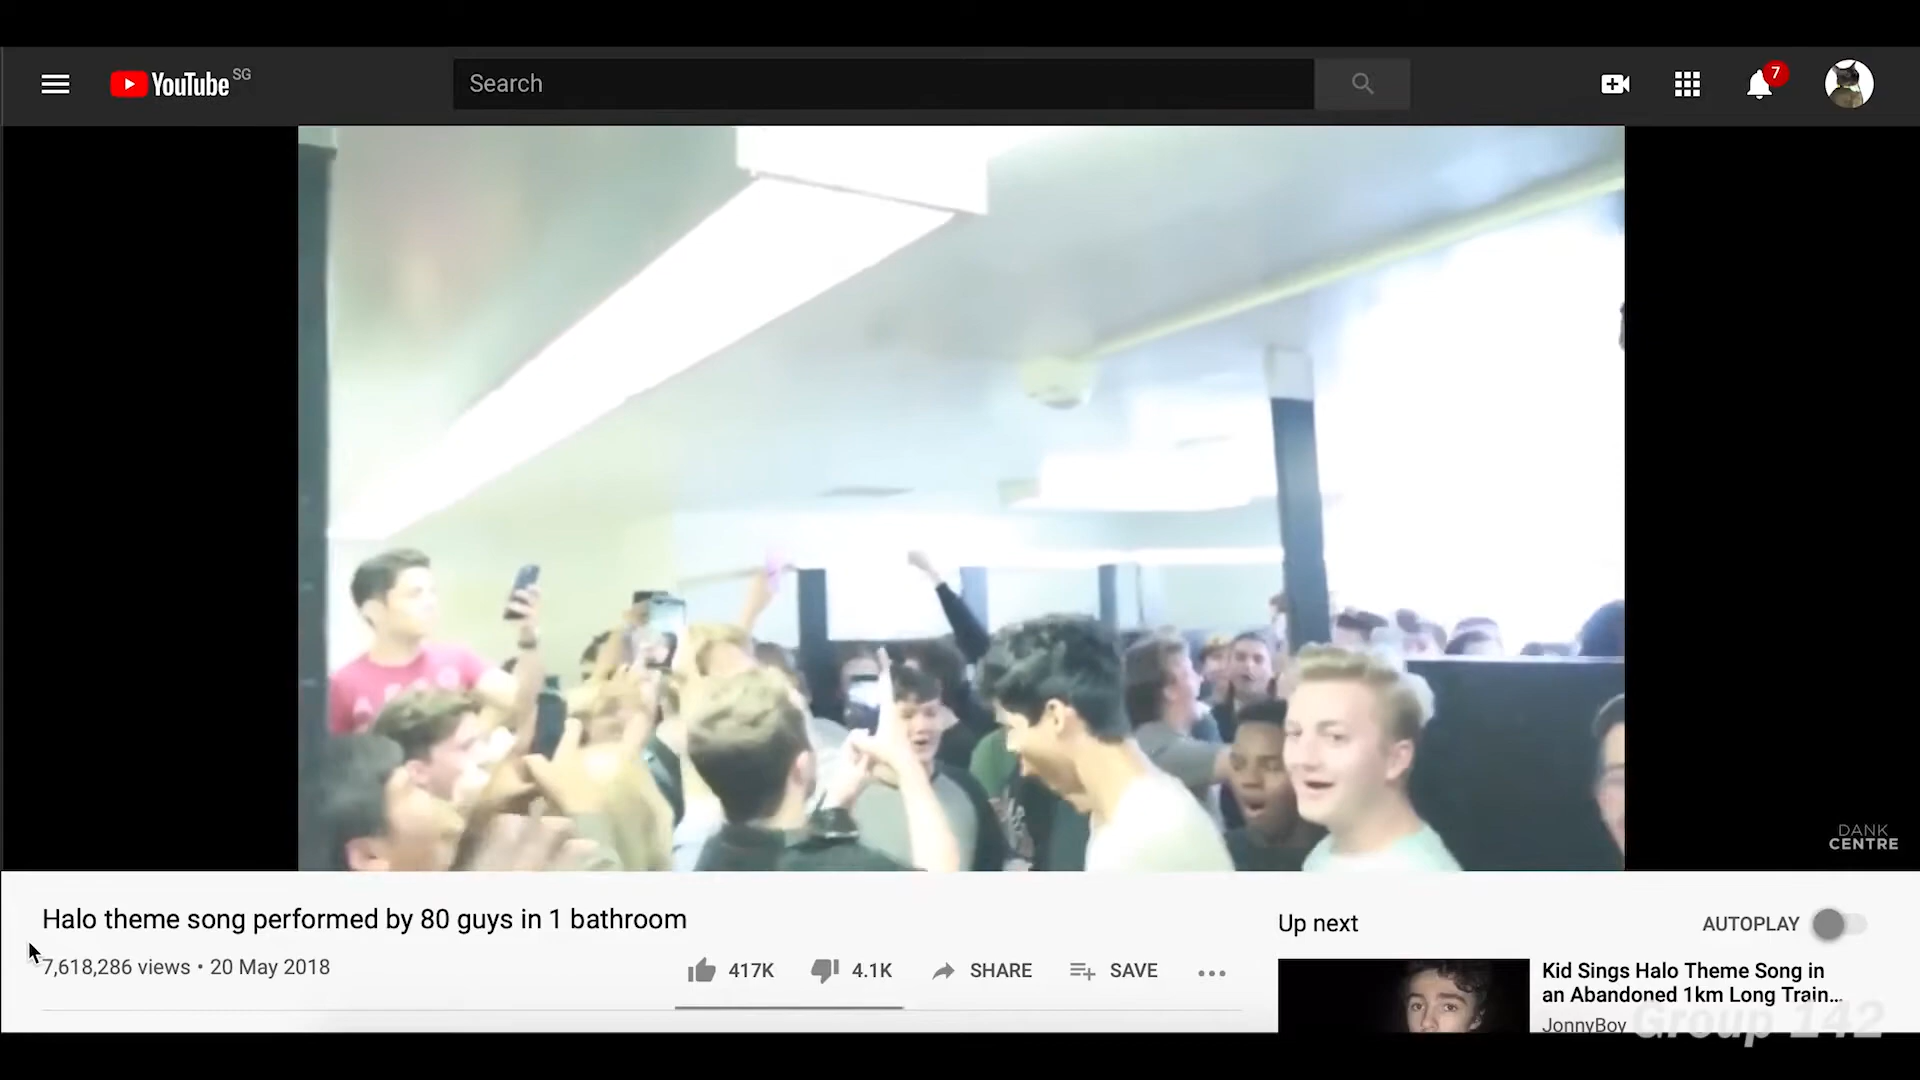 YouTube SG
Search
7
DANK
CENTRE
Halo theme song performed by 80 guys in 1 bathroom
7,618,286 views • 20 May 2018
417K
4.1K
SHARE
SAVE
Up next
AUTOPLAY
Kid Sings Halo Theme Song in
an Abandoned 1km Long Train...
JonnyBoy
Group 142